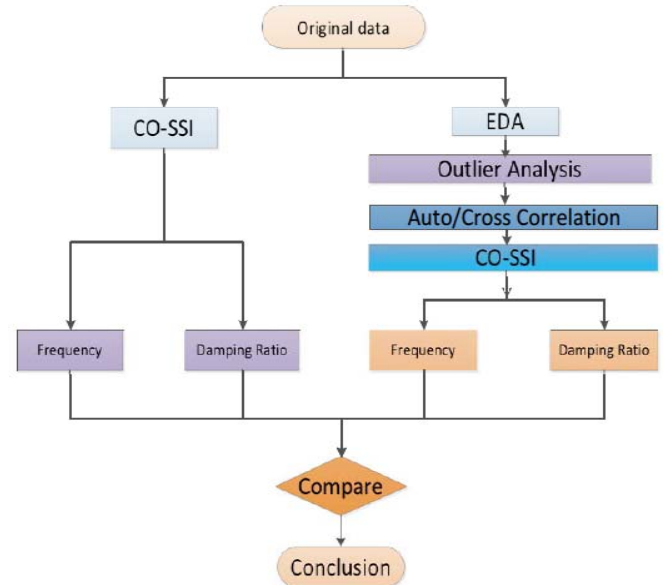 Original data
CO-SSI
EDA
Outlier Analysis
Auto/Cross Correlation
CO-SSI
Frequency
Damping Ratio
Frequency
Damping Ratio
Compare
Conclusion